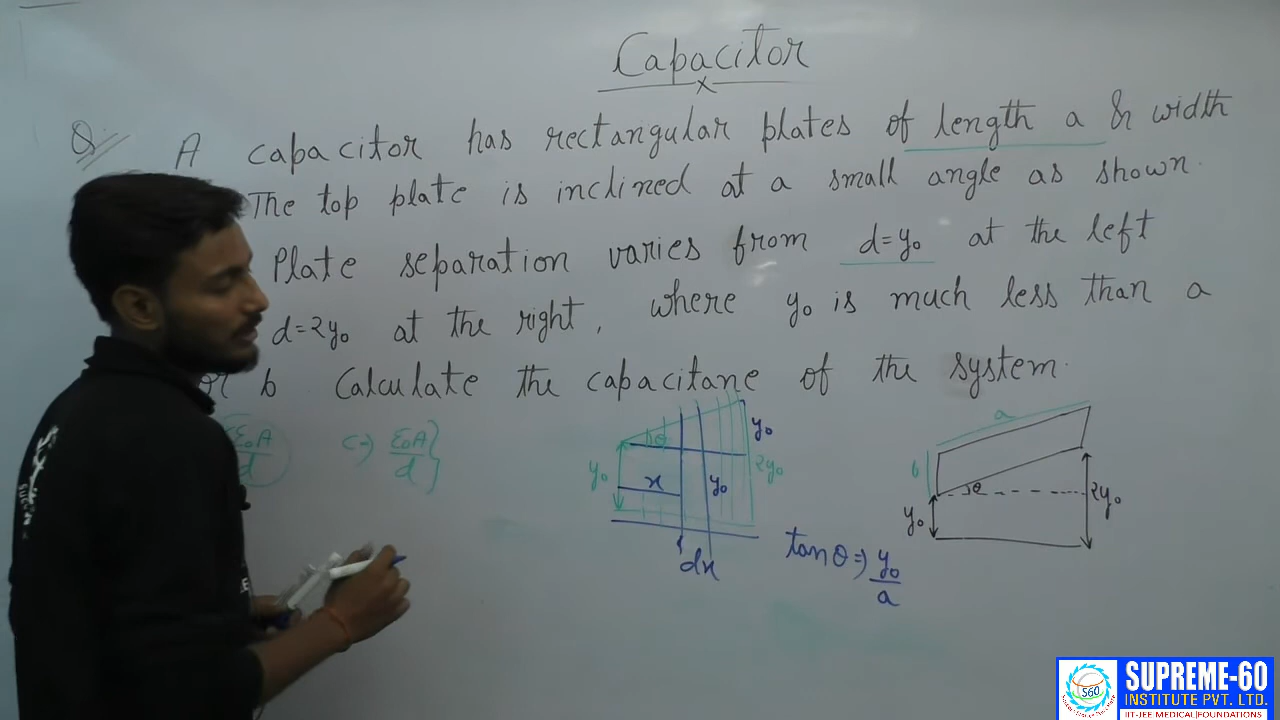 Capacitor
Q. A capacitor has rectangular plates of length a & width
The top plate is inclined at a small angle as shown.
Plate separation varies from d=y₀ at the left
d=2y₀ at the right, where y₀ is much less than a
or b Calculate the capacitane of the system.
ε₀A/d C⇒ ε₀A/d}
θ
y₀
y₀
2y₀
x
y₀
dx
tanθ⇒ y₀/a
a
b
θ
y₀
2y₀
S60
SUPREME-60
INSTITUTE PVT. LTD.
IIT-JEE|MEDICAL|FOUNDATIONS